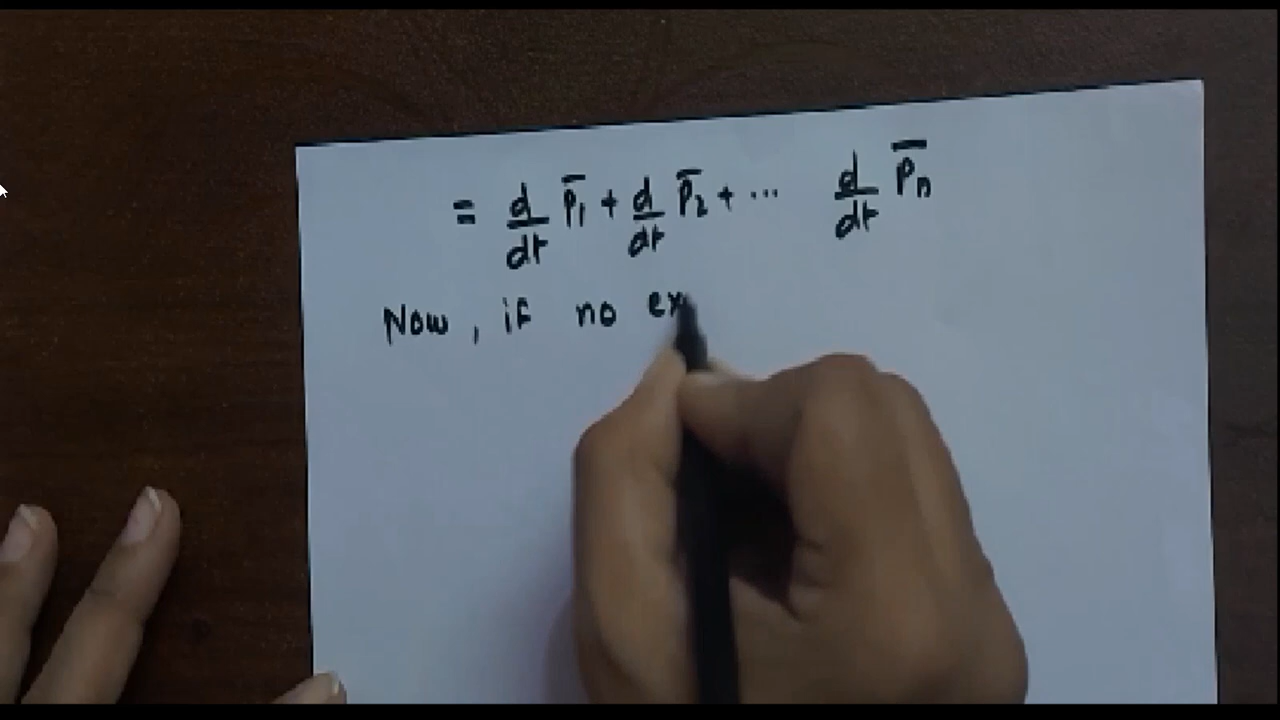 = d/dt p̅₁ + d/dt p̅₂ + ... d/dt p̅ₙ
Now, if no ex